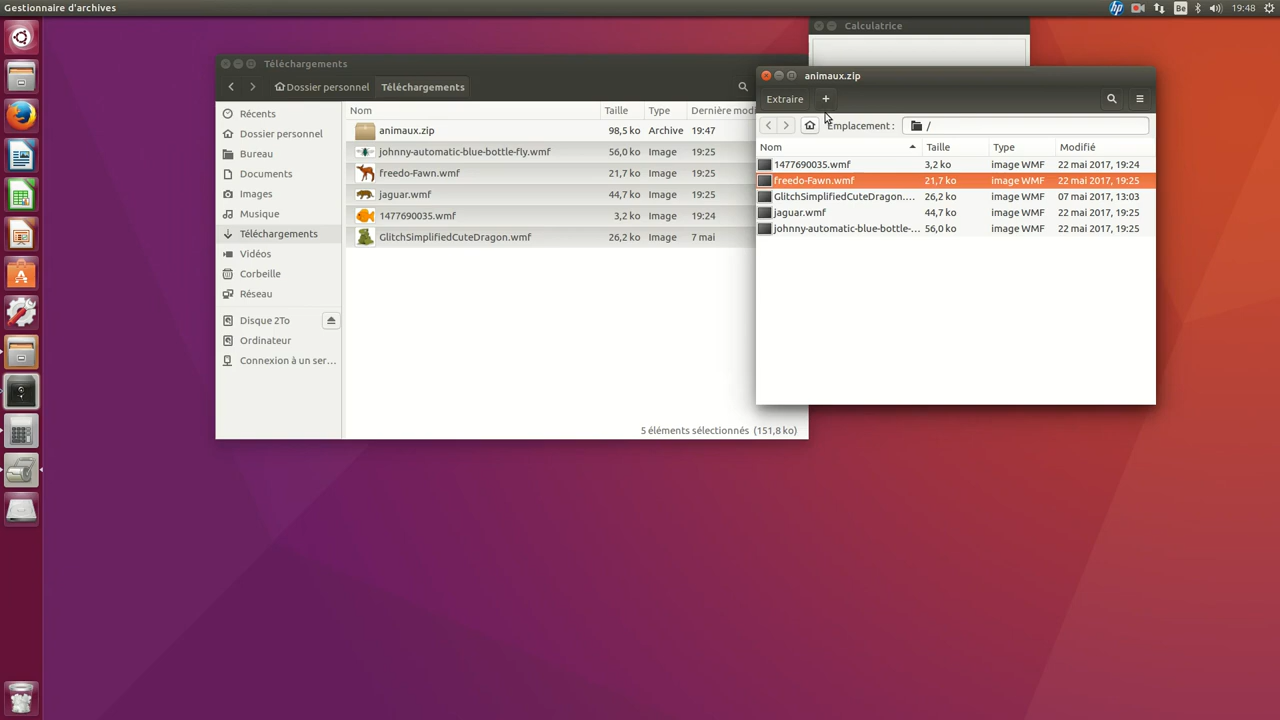 Gestionnaire d'archives
Be
19:48
Calculatrice
Téléchargements
Dossier personnel
Téléchargements
Récents
Dossier personnel
Bureau
Documents
Images
Musique
Téléchargements
Vidéos
Corbeille
Réseau
Disque 2To
Ordinateur
Connexion à un ser...
Nom Taille Type Dernière modi
animaux.zip 98,5 ko Archive 19:47
johnny-automatic-blue-bottle-fly.wmf 56,0 ko Image 19:25
freedo-Fawn.wmf 21,7 ko Image 19:25
jaguar.wmf 44,7 ko Image 19:25
1477690035.wmf 3,2 ko Image 19:24
GlitchSimplifiedCuteDragon.wmf 26,2 ko Image 7 mai
5 éléments sélectionnés (151,8 ko)
animaux.zip
Extraire +
Emplacement : /
Nom Taille Type Modifié
1477690035.wmf 3,2 ko image WMF 22 mai 2017, 19:24
freedo-Fawn.wmf 21,7 ko image WMF 22 mai 2017, 19:25
GlitchSimplifiedCuteDragon.... 26,2 ko image WMF 07 mai 2017, 13:03
jaguar.wmf 44,7 ko image WMF 22 mai 2017, 19:25
johnny-automatic-blue-bottle-... 56,0 ko image WMF 22 mai 2017, 19:25